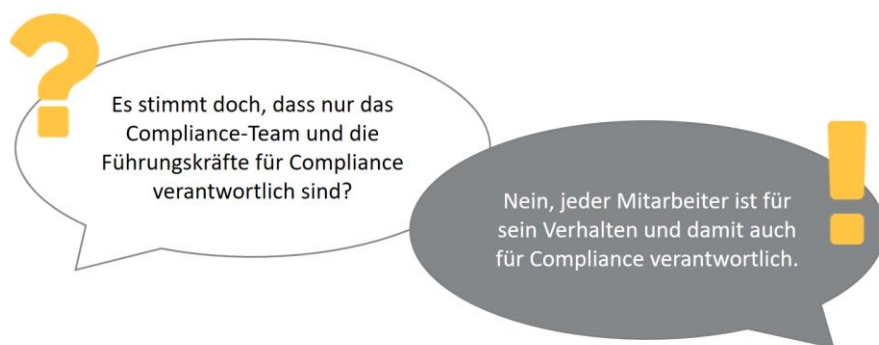 ?
Es stimmt doch, dass nur das
Compliance-Team und die
Führungskräfte für Compliance
verantwortlich sind?
!
Nein, jeder Mitarbeiter ist für
sein Verhalten und damit auch
für Compliance verantwortlich.